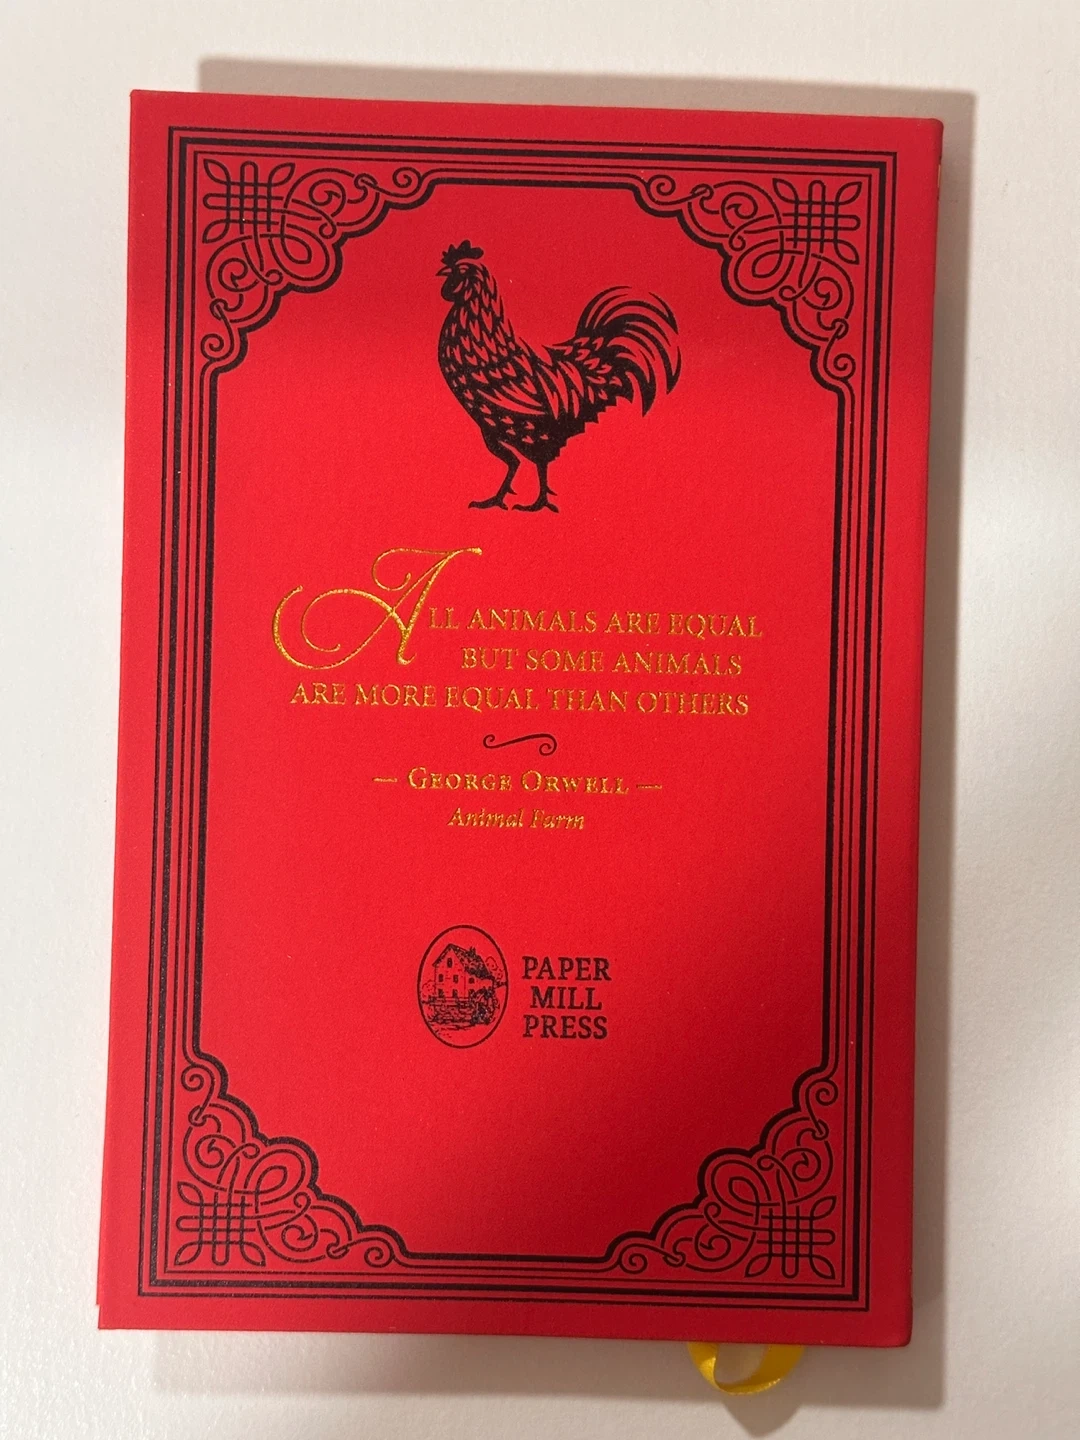 ALL ANIMALS ARE EQUAL
BUT SOME ANIMALS
ARE MORE EQUAL THAN OTHERS
— GEORGE ORWELL —
Animal Farm
PAPER
MILL
PRESS